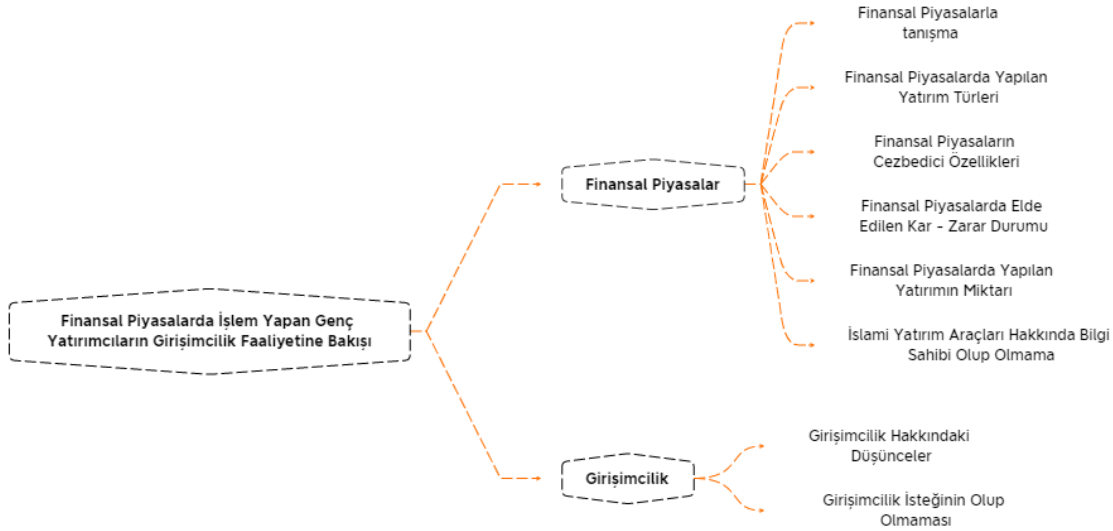 Finansal Piyasalarla
tanışma
Finansal Piyasalarda Yapılan
Yatırım Türleri
Finansal Piyasaların
Cezbedici Özellikleri
Finansal Piyasalar
Finansal Piyasalarda Elde
Edilen Kar - Zarar Durumu
Finansal Piyasalarda Yapılan
Yatırımın Miktarı
Finansal Piyasalarda İşlem Yapan Genç
Yatırımcıların Girişimcilik Faaliyetine Bakışı
İslami Yatırım Araçları Hakkında Bilgi
Sahibi Olup Olmama
Girişimcilik Hakkındaki
Düşünceler
Girişimcilik
Girişimcilik İsteğinin Olup
Olmaması